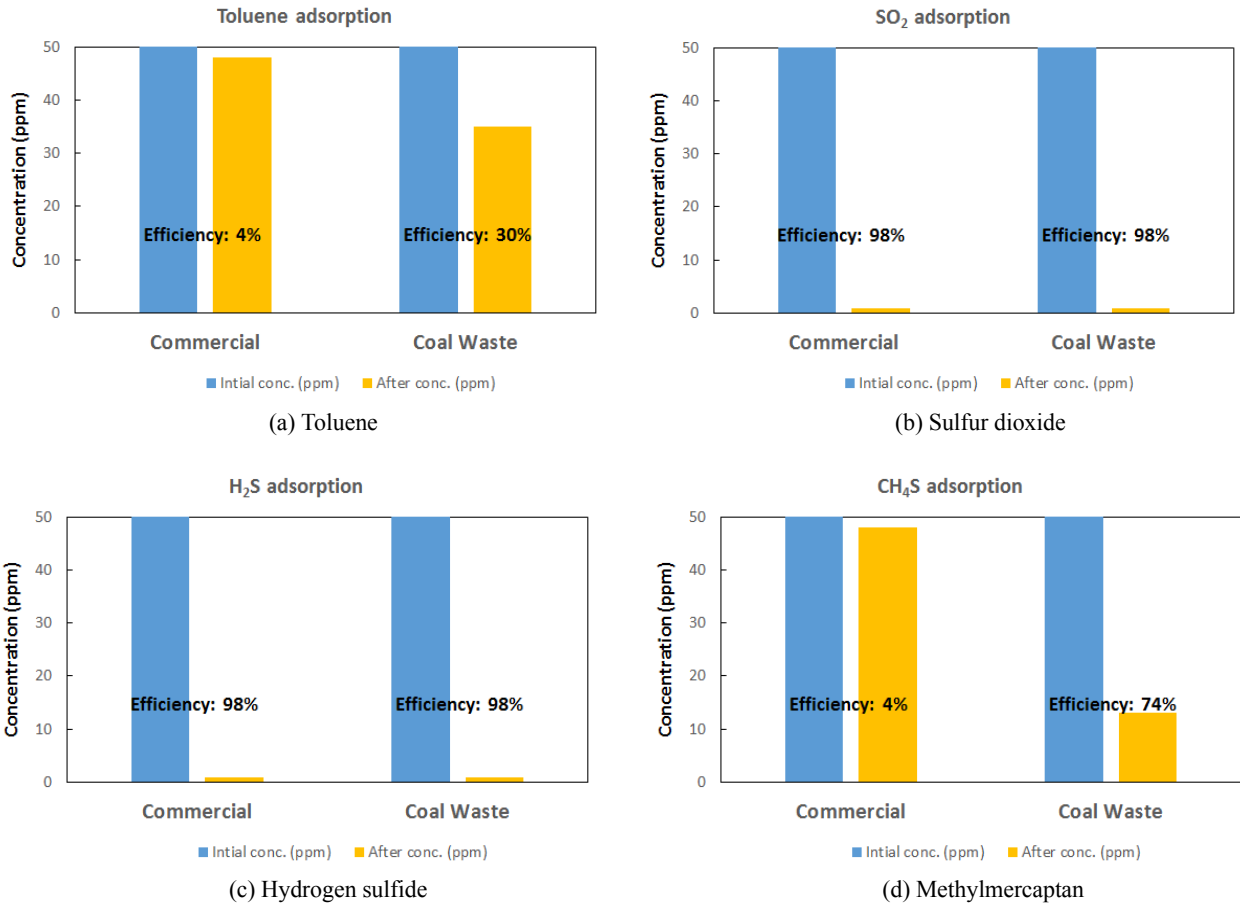 Toluene adsorption
Concentration (ppm)
50
40
30
20
10
0
Efficiency: 4%
Efficiency: 30%
Commercial
Coal Waste
Intial conc. (ppm)
After conc. (ppm)
(a) Toluene
SO₂ adsorption
Concentration (ppm)
50
40
30
20
10
0
Efficiency: 98%
Efficiency: 98%
Commercial
Coal Waste
Intial conc. (ppm)
After conc. (ppm)
(b) Sulfur dioxide
H₂S adsorption
Concentration (ppm)
50
40
30
20
10
0
Efficiency: 98%
Efficiency: 98%
Commercial
Coal Waste
Intial conc. (ppm)
After conc. (ppm)
(c) Hydrogen sulfide
CH₄S adsorption
Concentration (ppm)
50
40
30
20
10
0
Efficiency: 4%
Efficiency: 74%
Commercial
Coal Waste
Intial conc. (ppm)
After conc. (ppm)
(d) Methylmercaptan